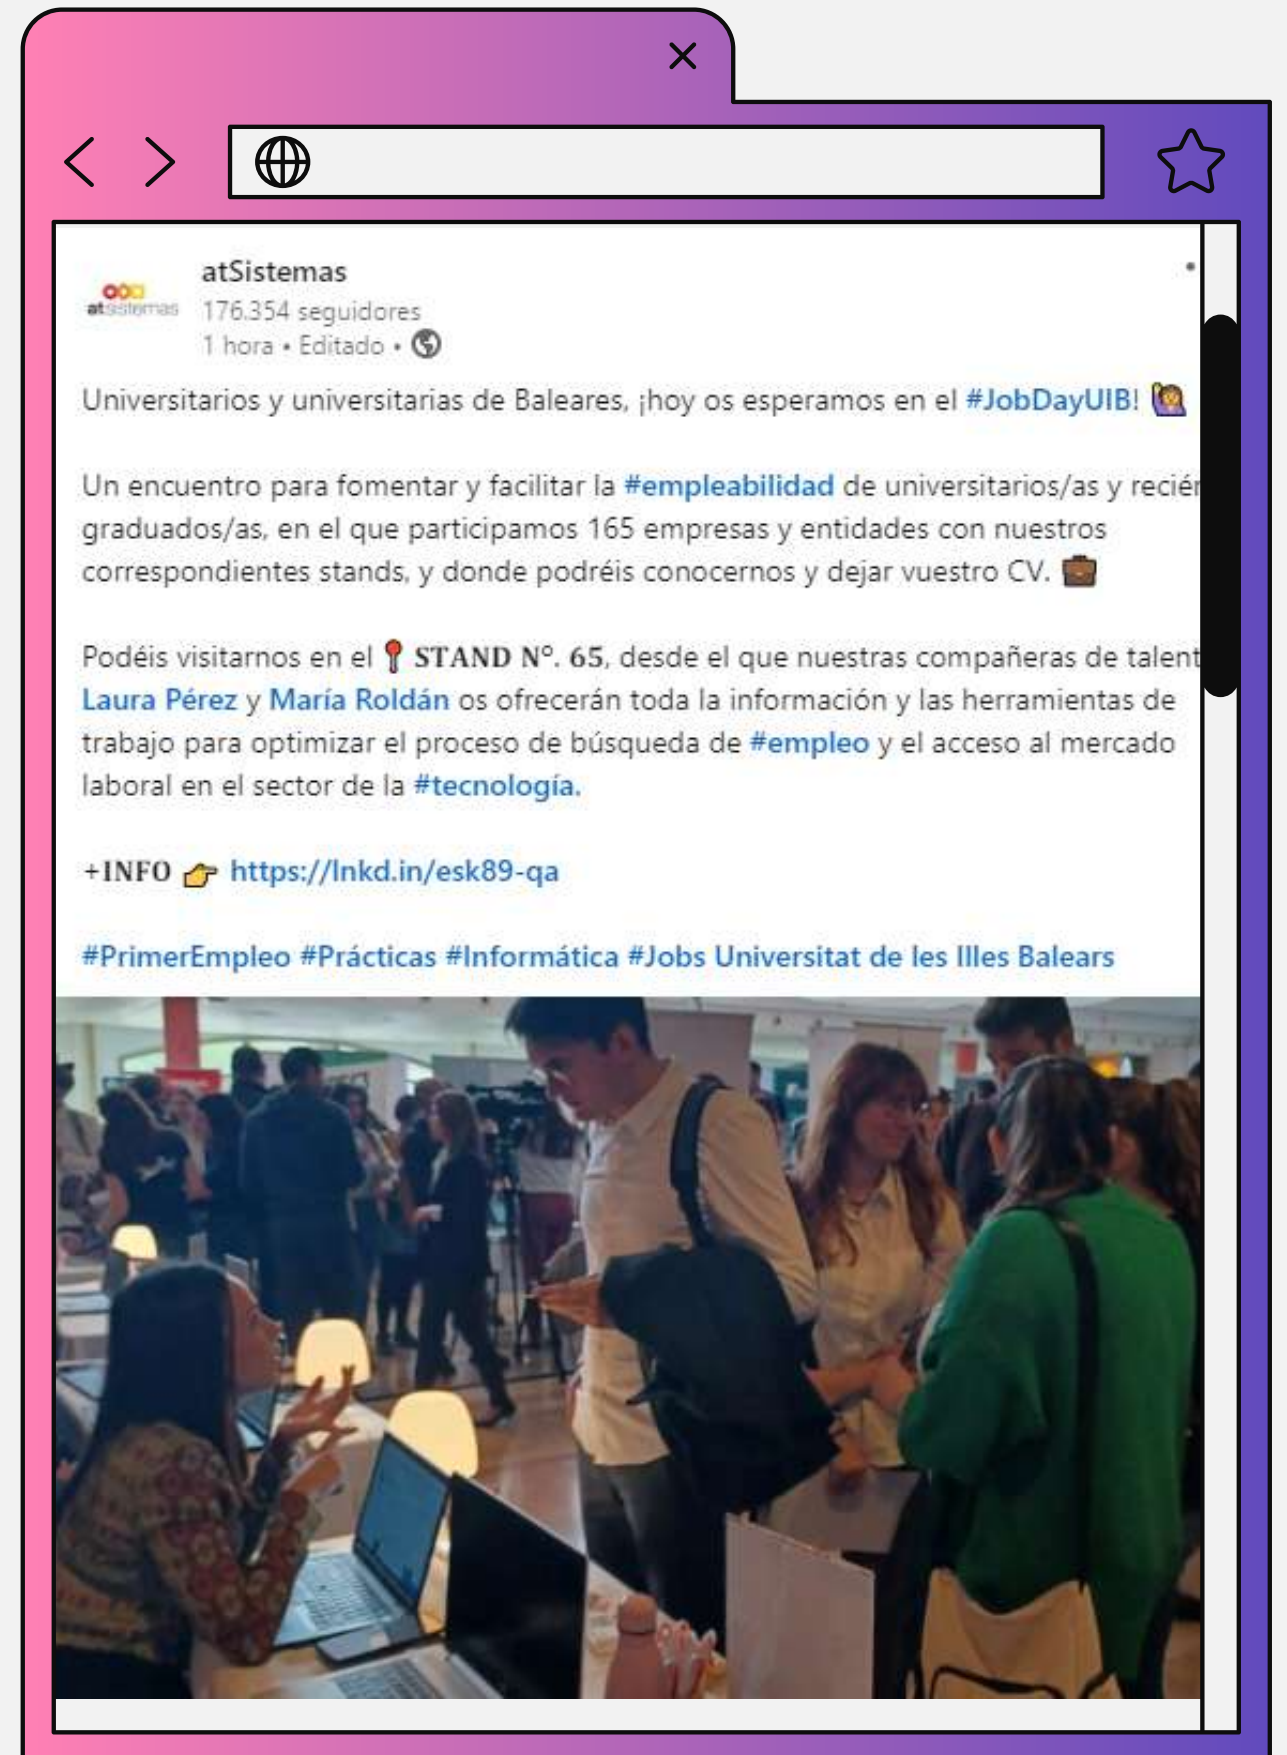 atSistemas
atsistemas
176.354 seguidores
1 hora • Editado •
Universitarios y universitarias de Baleares, ¡hoy os esperamos en el #JobDayUIB!
Un encuentro para fomentar y facilitar la #empleabilidad de universitarios/as y recién
graduados/as, en el que participamos 165 empresas y entidades con nuestros
correspondientes stands, y donde podréis conocernos y dejar vuestro CV.
Podéis visitarnos en el 📍 STAND Nº. 65, desde el que nuestras compañeras de talent
Laura Pérez y María Roldán os ofrecerán toda la información y las herramientas de
trabajo para optimizar el proceso de búsqueda de #empleo y el acceso al mercado
laboral en el sector de la #tecnología.
+INFO 👉 https://lnkd.in/esk89-qa
#PrimerEmpleo #Prácticas #Informática #Jobs Universitat de les Illes Balears